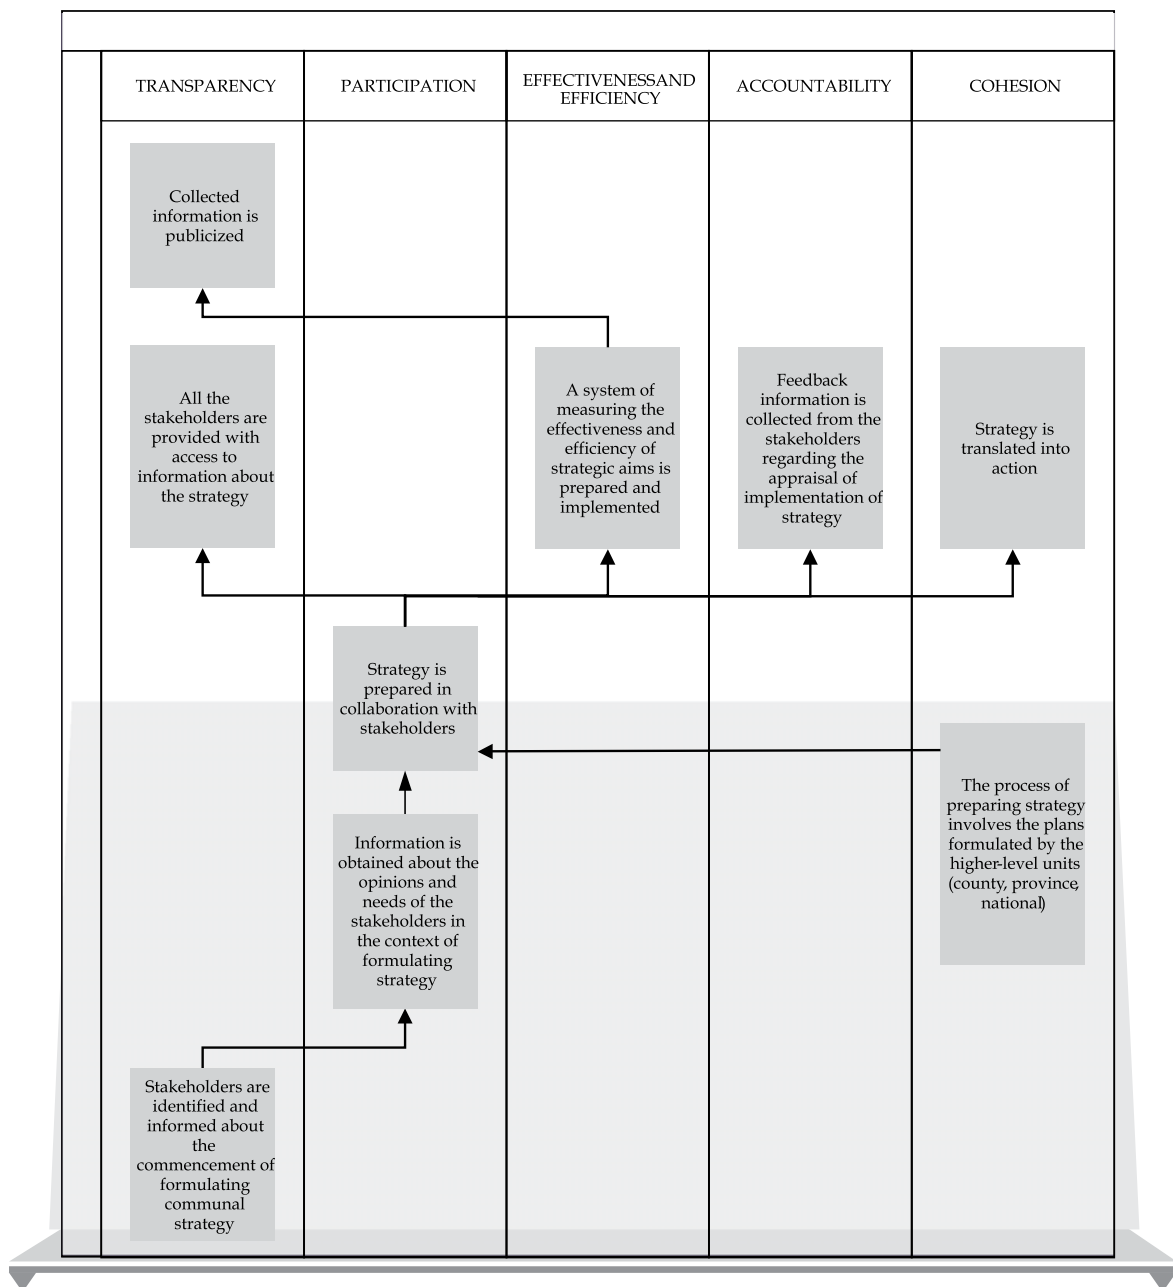 TRANSPARENCY
PARTICIPATION
EFFECTIVENESSAND
EFFICIENCY
ACCOUNTABILITY
COHESION
Collected
information is
publicized
All the
stakeholders are
provided with
access to
information about
the strategy
A system of
measuring the
effectiveness and
efficiency of
strategic aims is
prepared and
implemented
Feedback
information is
collected from the
stakeholders
regarding the
appraisal of
implementation of
strategy
Strategy is
translated into
action
Strategy is
prepared in
collaboration with
stakeholders
The process of
preparing strategy
involves the plans
formulated by the
higher-level units
(county, province,
national)
Information is
obtained about the
opinions and
needs of the
stakeholders in
the context of
formulating
strategy
Stakeholders are
identified and
informed about
the
commencement of
formulating
communal
strategy